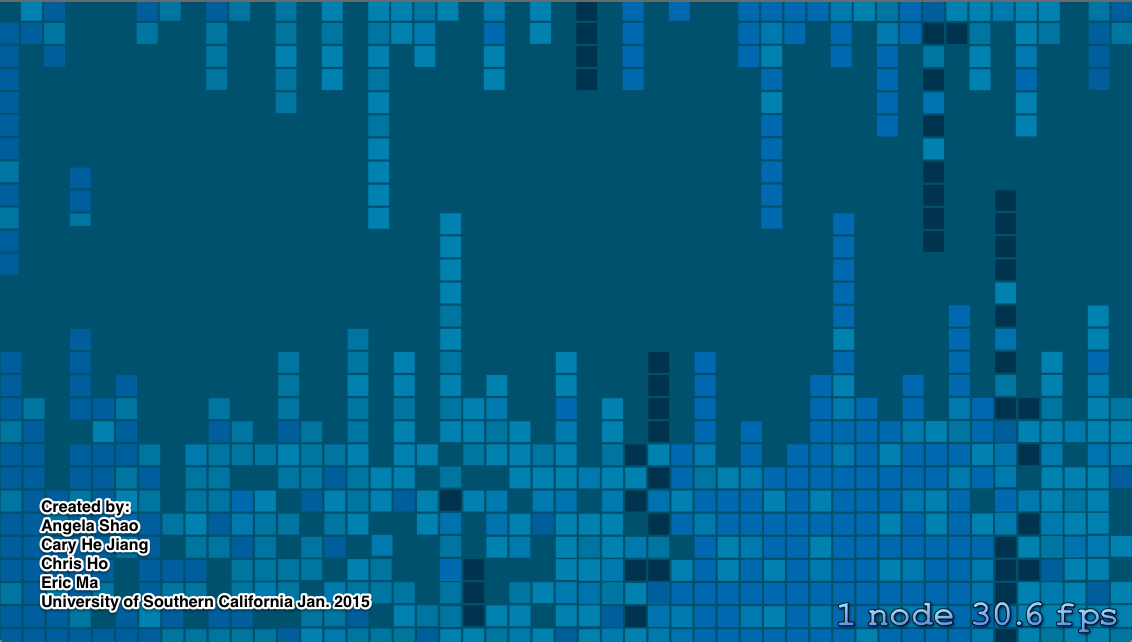 Created by:
Angela Shao
Cary He Jiang
Chris Ho
Eric Ma
University of Southern California Jan. 2015
1 node 30.6 fps